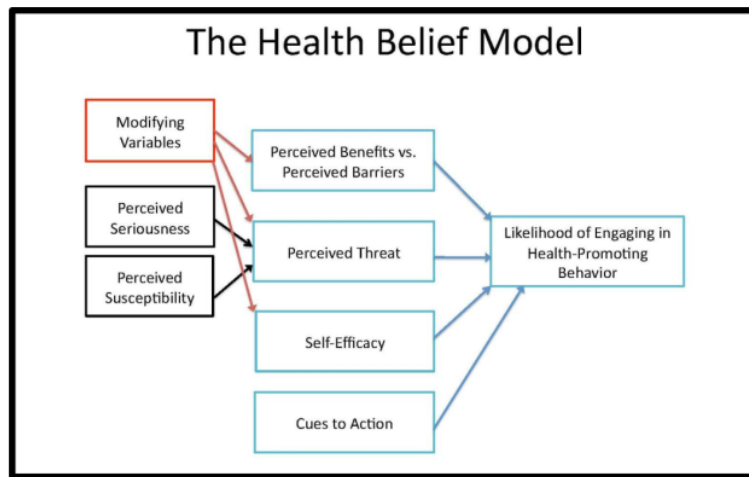 The Health Belief Model
Modifying
Variables
Perceived Benefits vs.
Perceived Barriers
Perceived
Seriousness
Perceived Threat
Likelihood of Engaging in
Health-Promoting
Behavior
Perceived
Susceptibility
Self-Efficacy
Cues to Action